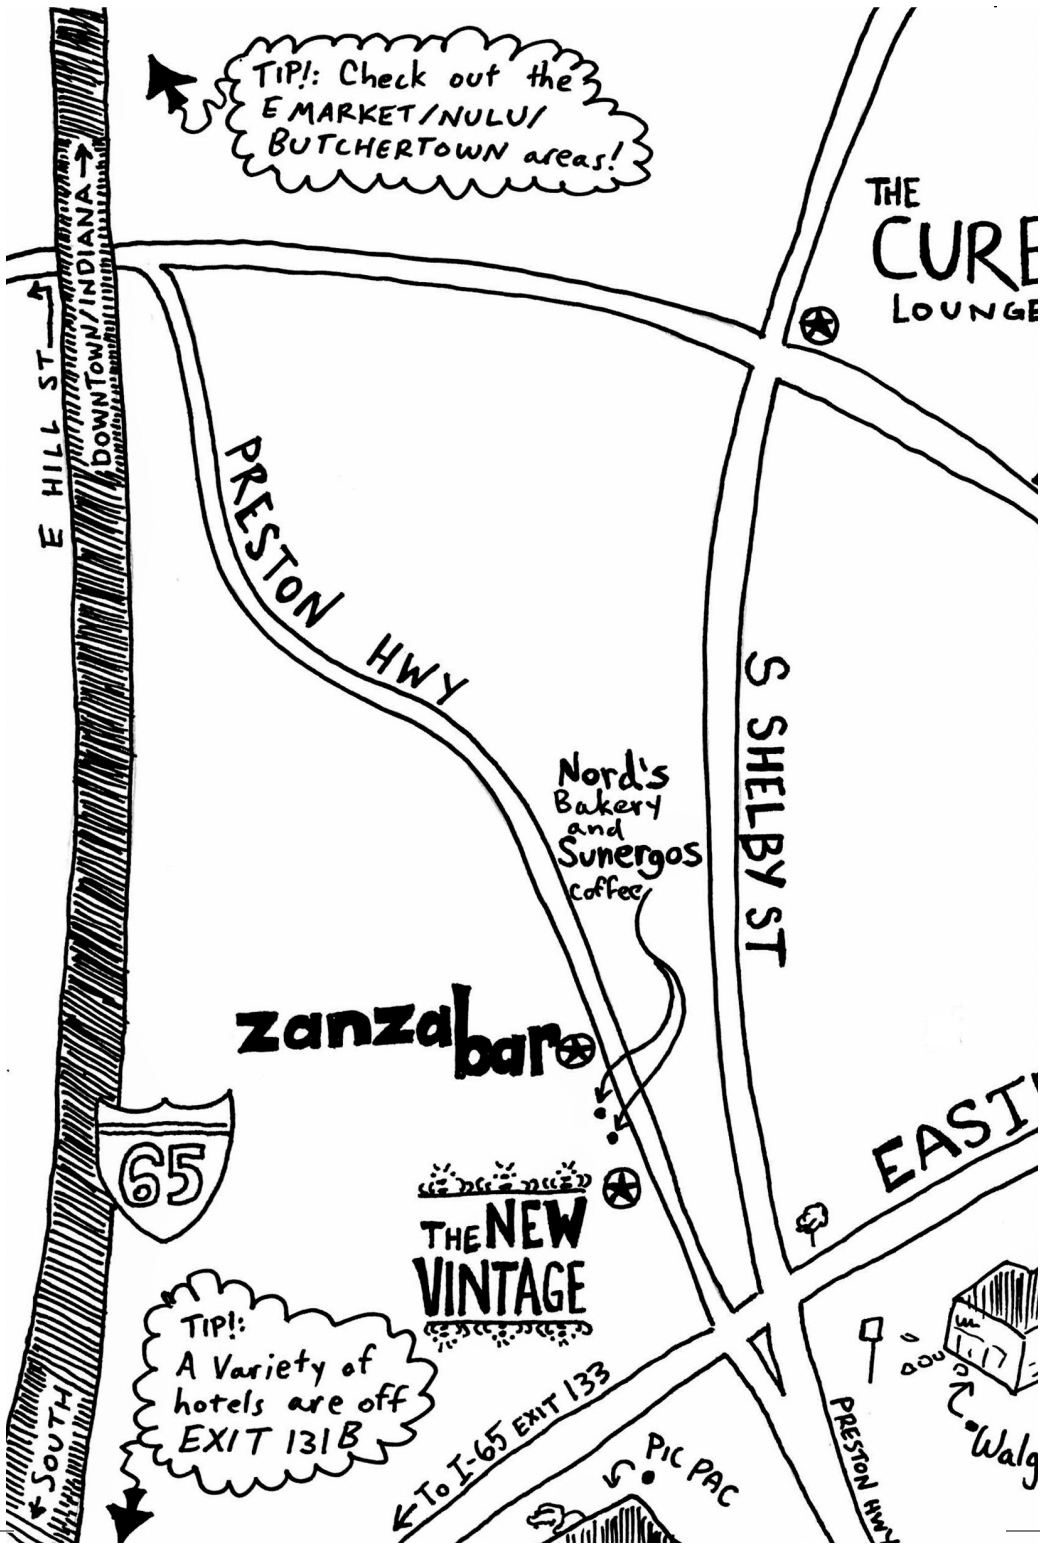 TIP!: Check out the
E MARKET/NULU/
BUTCHERTOWN areas!
THE
CURE
LOUNGE
DOWNTOWN/INDIANA
E HILL ST
PRESTON HWY
S SHELBY ST
Nord's
Bakery
and
Sunergos
coffee
zanzabar
65
THE NEW
VINTAGE
TIP!:
A Variety of
hotels are off
EXIT 131B
SOUTH
TO I-65 EXIT 133
PIC PAC
PRESTON HWY